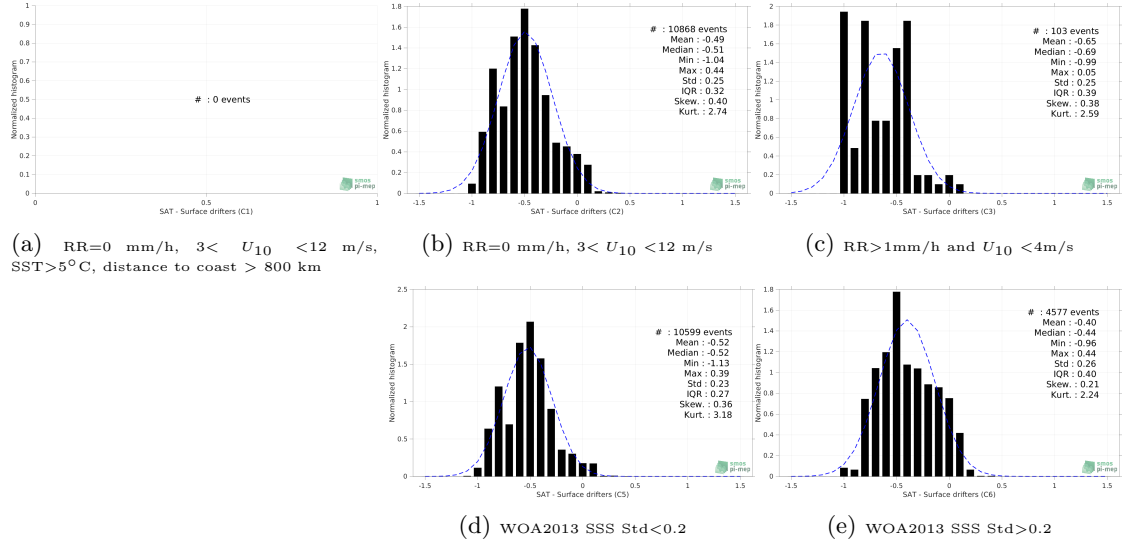 Normalized histogram
1
0.9
0.8
0.7
0.6
0.5
0.4
0.3
0.2
0.1
0
# : 0 events
0 0.5 1
SAT - Surface drifters (C1)
smos
pi-mep
(a) RR=0 mm/h, 3< U10 <12 m/s,
SST>5°C, distance to coast > 800 km
Normalized histogram
1.8
1.6
1.4
1.2
1
0.8
0.6
0.4
0.2
0
# : 10868 events
Mean : -0.49
Median : -0.51
Min : -1.04
Max : 0.44
Std : 0.25
IQR : 0.32
Skew. : 0.40
Kurt. : 2.74
-1.5 -1 -0.5 0 0.5 1 1.5
SAT - Surface drifters (C2)
smos
pi-mep
(b) RR=0 mm/h, 3< U10 <12 m/s
Normalized histogram
2
1.8
1.6
1.4
1.2
1
0.8
0.6
0.4
0.2
0
# : 103 events
Mean : -0.65
Median : -0.69
Min : -0.99
Max : 0.05
Std : 0.25
IQR : 0.39
Skew. : 0.38
Kurt. : 2.59
-1.5 -1 -0.5 0 0.5 1 1.5
SAT - Surface drifters (C3)
smos
pi-mep
(c) RR>1mm/h and U10 <4m/s
Normalized histogram
2.5
2
1.5
1
0.5
0
# : 10599 events
Mean : -0.52
Median : -0.52
Min : -1.13
Max : 0.39
Std : 0.23
IQR : 0.27
Skew. : 0.36
Kurt. : 3.18
-1.5 -1 -0.5 0 0.5 1 1.5
SAT - Surface drifters (C5)
smos
pi-mep
(d) WOA2013 SSS Std<0.2
Normalized histogram
1.8
1.6
1.4
1.2
1
0.8
0.6
0.4
0.2
0
# : 4577 events
Mean : -0.40
Median : -0.44
Min : -0.96
Max : 0.44
Std : 0.26
IQR : 0.40
Skew. : 0.21
Kurt. : 2.24
-1.5 -1 -0.5 0 0.5 1 1.5
SAT - Surface drifters (C6)
smos
pi-mep
(e) WOA2013 SSS Std>0.2